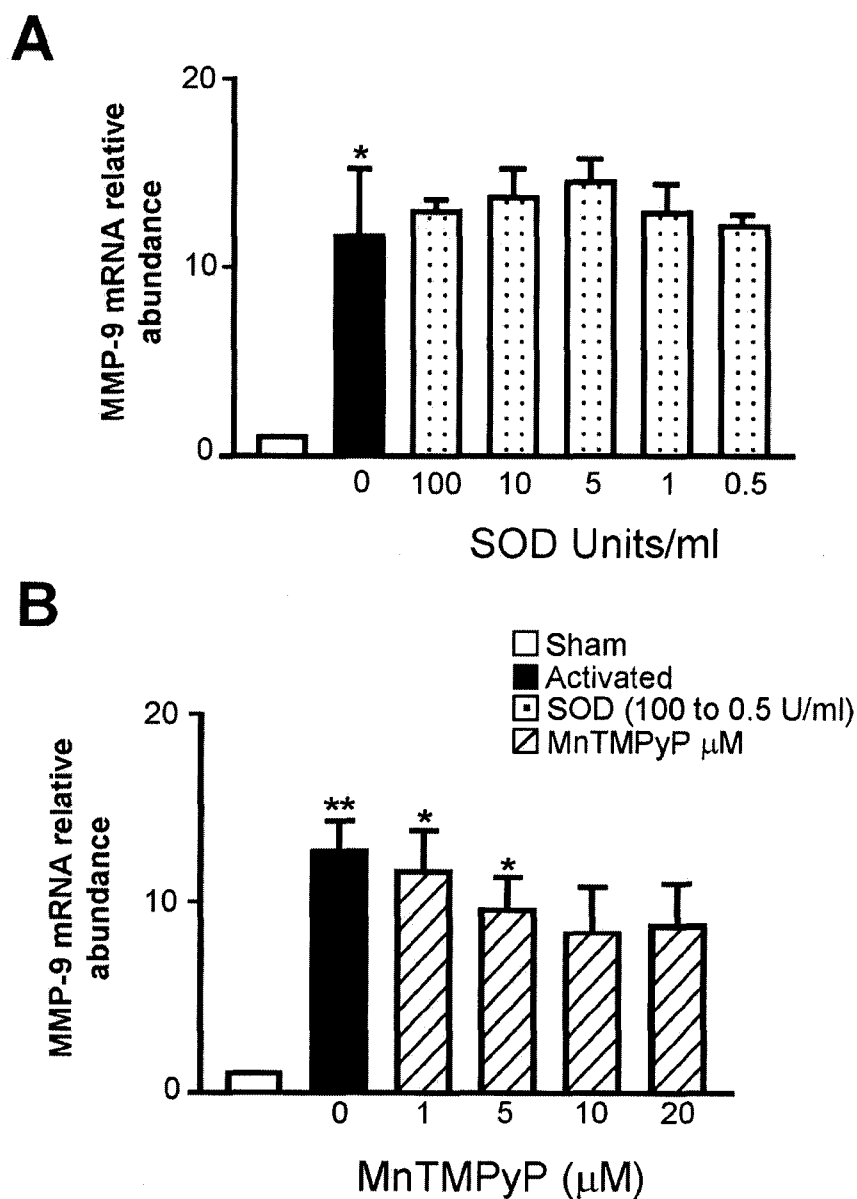 A
MMP-9 mRNA relative
abundance
20
10
0
*
0 100 10 5 1 0.5
SOD Units/ml
B
Sham
Activated
SOD (100 to 0.5 U/ml)
MnTMPyP μM
MMP-9 mRNA relative
abundance
20
10
0
** * *
0 1 5 10 20
MnTMPyP (μM)